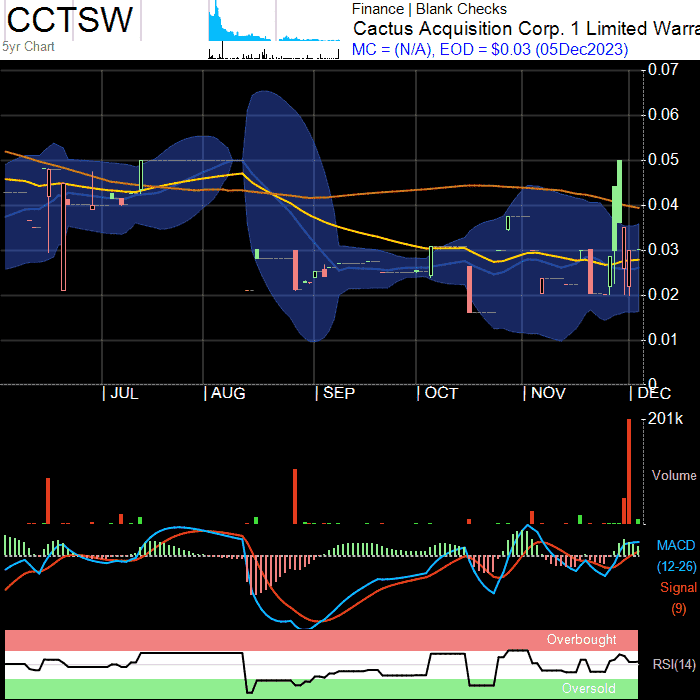 CCTSW
5yr Chart
Finance | Blank Checks
Cactus Acquisition Corp. 1 Limited Warra
MC = (N/A), EOD = $0.03 (05Dec2023)
0.07
0.06
0.05
0.04
0.03
0.02
0.01
0
| JUL | AUG | SEP | OCT | NOV | DEC
201k
Volume
MACD
(12-26)
Signal
(9)
Overbought
RSI(14)
Oversold